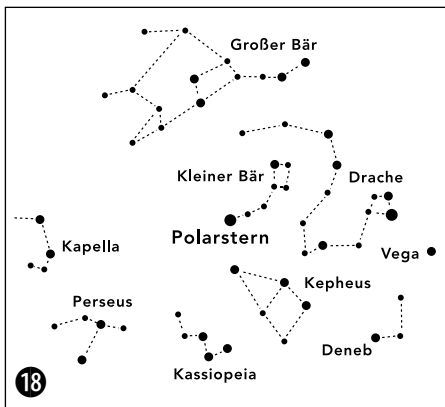 Großer Bär
Kleiner Bär
Drache
Polarstern
Kapella
Vega
Kepheus
Perseus
Deneb
Kassiopeia
18